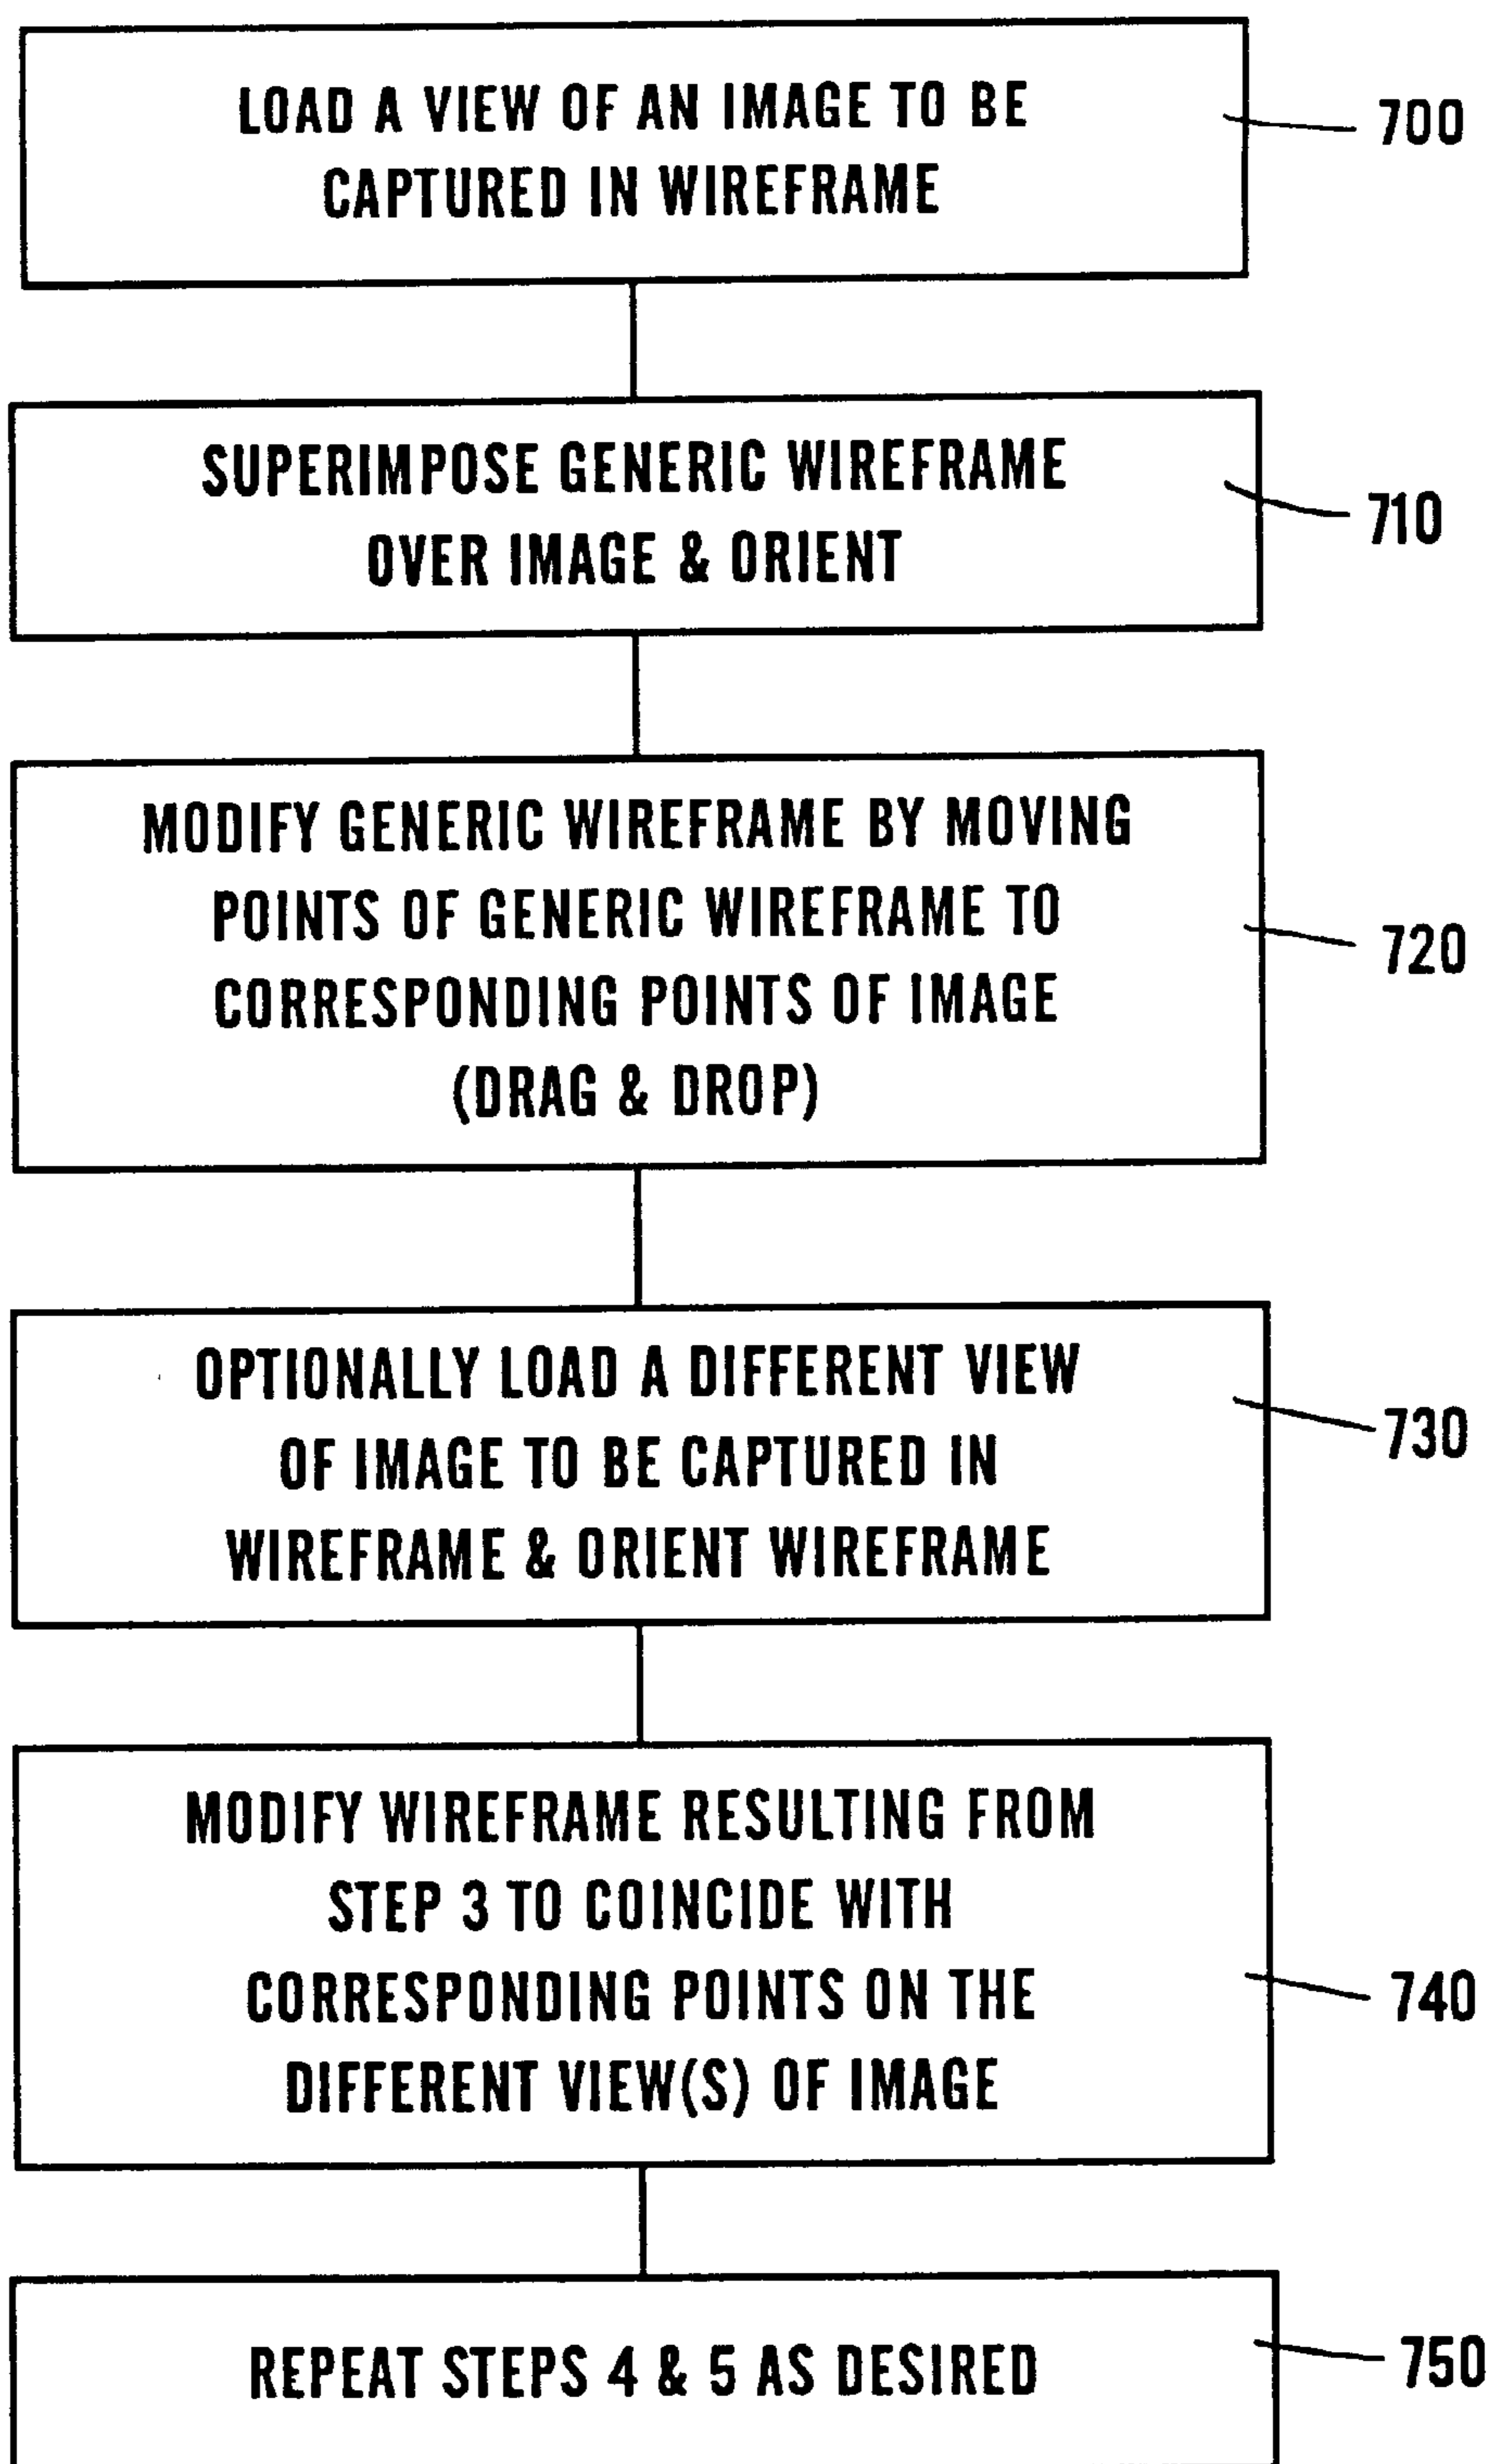 LOAD A VIEW OF AN IMAGE TO BE
CAPTURED IN WIREFRAME
700
SUPERIMPOSE GENERIC WIREFRAME
OVER IMAGE & ORIENT
710
MODIFY GENERIC WIREFRAME BY MOVING
POINTS OF GENERIC WIREFRAME TO
CORRESPONDING POINTS OF IMAGE
(DRAG & DROP)
720
OPTIONALLY LOAD A DIFFERENT VIEW
OF IMAGE TO BE CAPTURED IN
WIREFRAME & ORIENT WIREFRAME
730
MODIFY WIREFRAME RESULTING FROM
STEP 3 TO COINCIDE WITH
CORRESPONDING POINTS ON THE
DIFFERENT VIEW(S) OF IMAGE
740
REPEAT STEPS 4 & 5 AS DESIRED
750